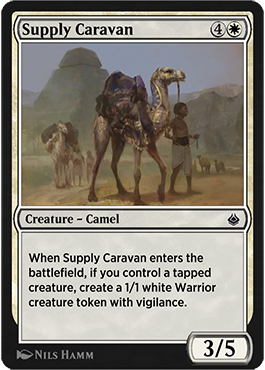 Supply Caravan 4
Creature – Camel
When Supply Caravan enters the
battlefield, if you control a tapped
creature, create a 1/1 white Warrior
creature token with vigilance.
3/5
NILS HAMM